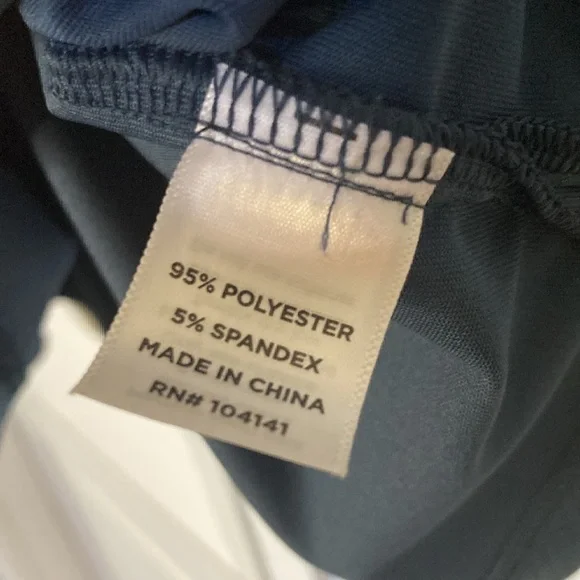 95% POLYESTER
5% SPANDEX
MADE IN CHINA
RN# 104141